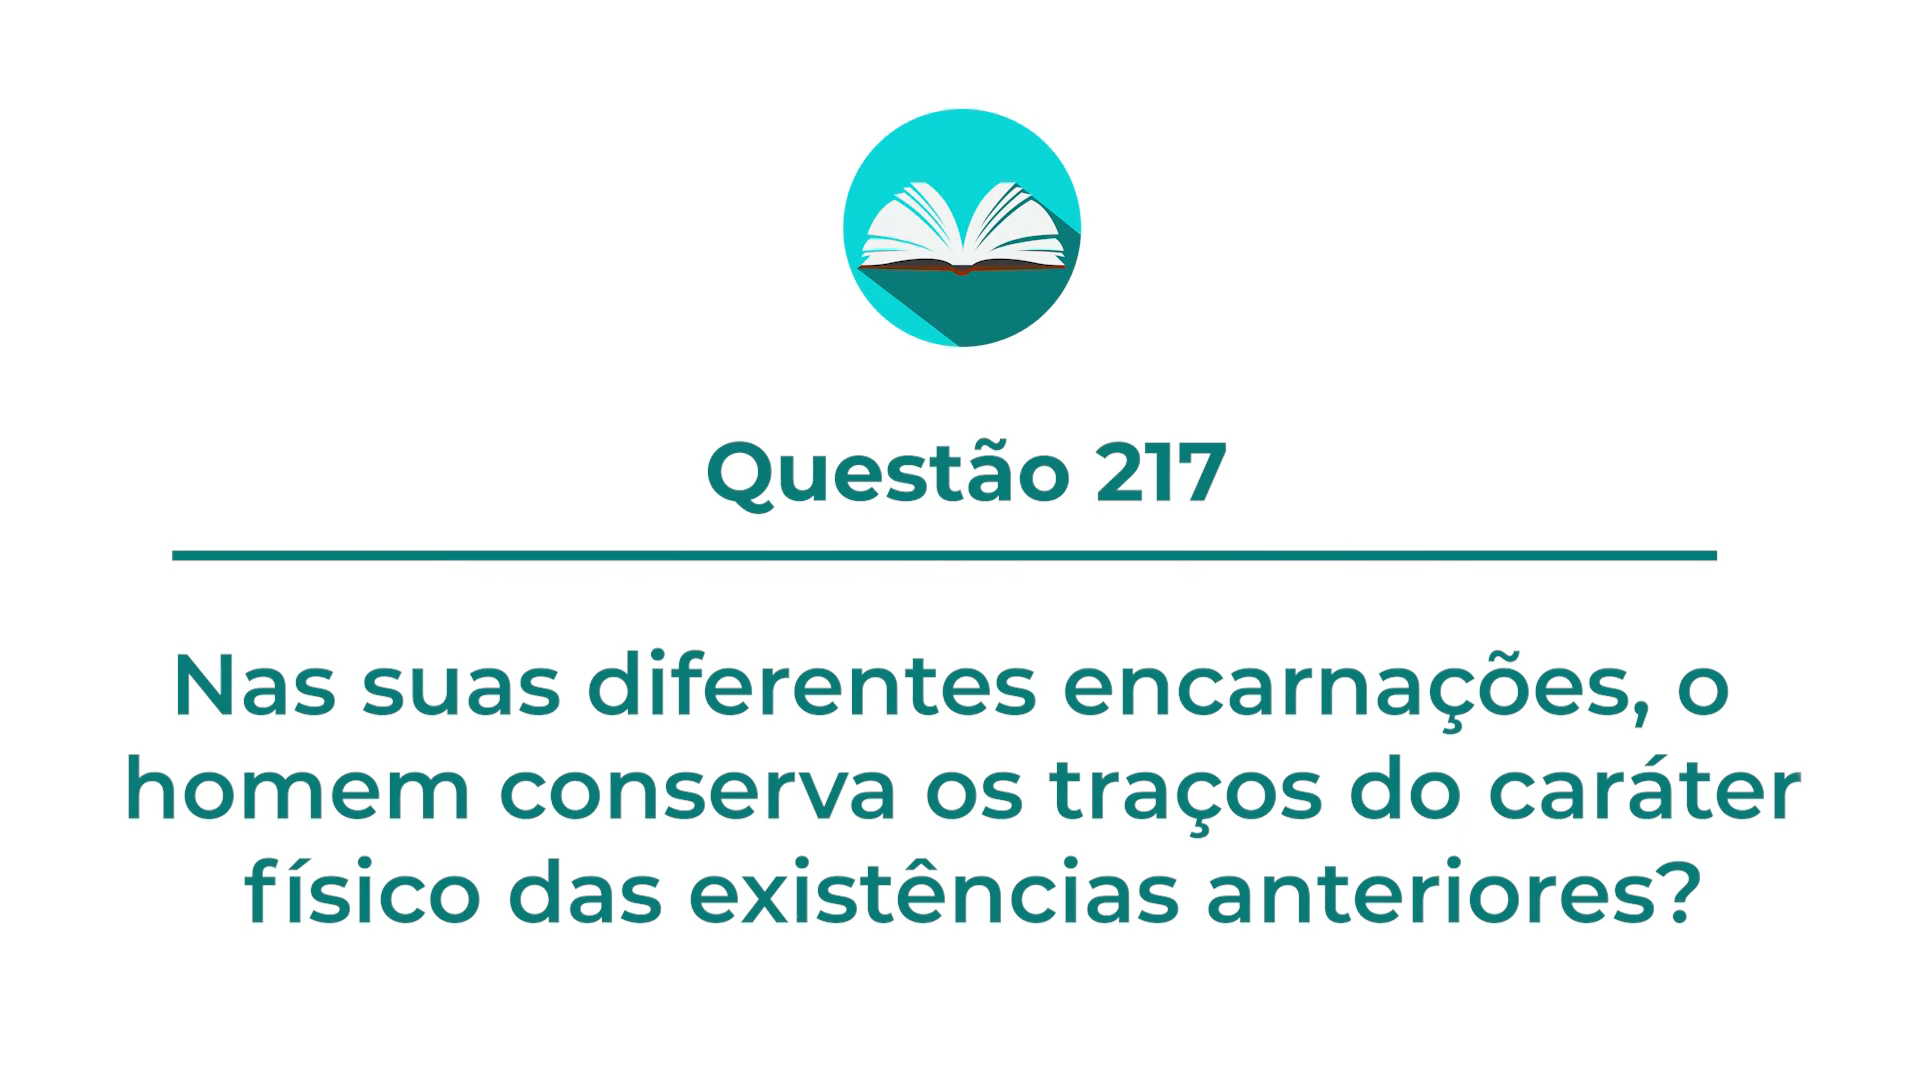 Questão 217
Nas suas diferentes encarnações, o
homem conserva os traços do caráter
físico das existências anteriores?